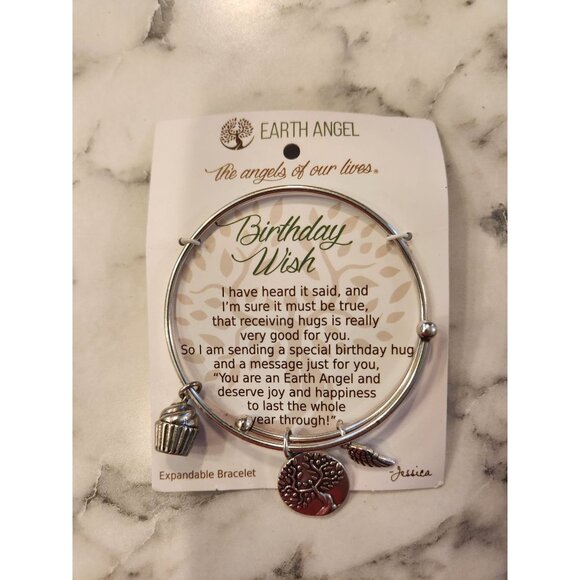 EARTH ANGEL
the angels of our lives®
Birthday
Wish
I have heard it said, and
I'm sure it must be true,
that receiving hugs is really
very good for you.
So I am sending a special birthday hug
and a message just for you,
"You are an Earth Angel and
deserve joy and happiness
to last the whole
year through!"
Expandable Bracelet
-Jessica